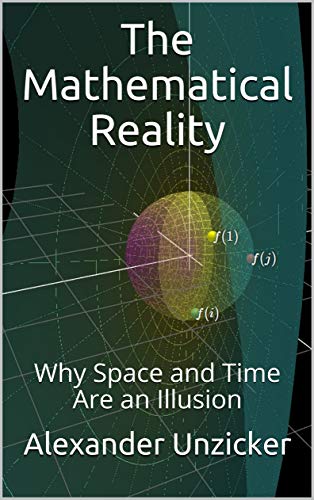 The
Mathematical
Reality
f(1)
f(j)
f(i)
Why Space and Time
Are an Illusion
Alexander Unzicker